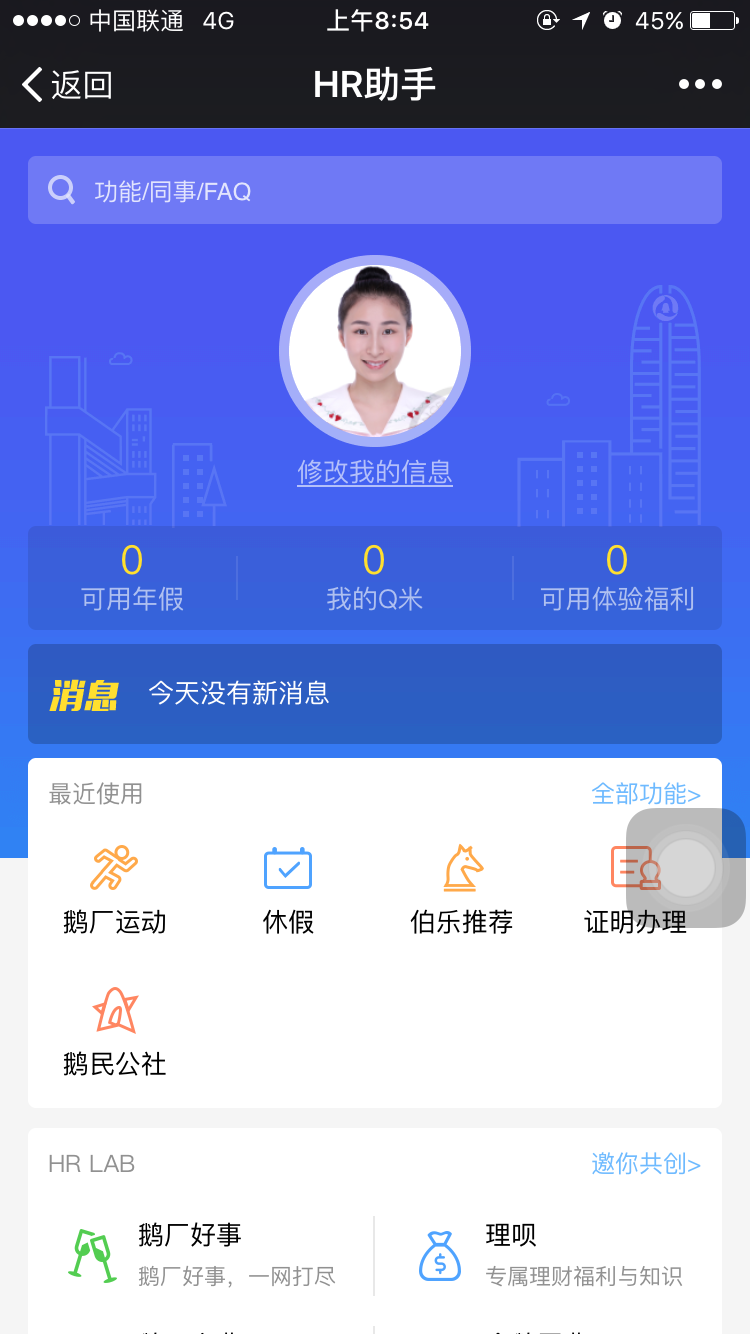 中国联通 4G 上午8:54 45%
返回 HR助手
功能/同事/FAQ
修改我的信息
0 0 0
可用年假 我的Q米 可用体验福利
消息 今天没有新消息
最近使用 全部功能>
鹅厂运动 休假 伯乐推荐 证明办理
鹅民公社
HR LAB 邀你共创>
鹅厂好事 理呗
鹅厂好事，一网打尽 专属理财福利与知识